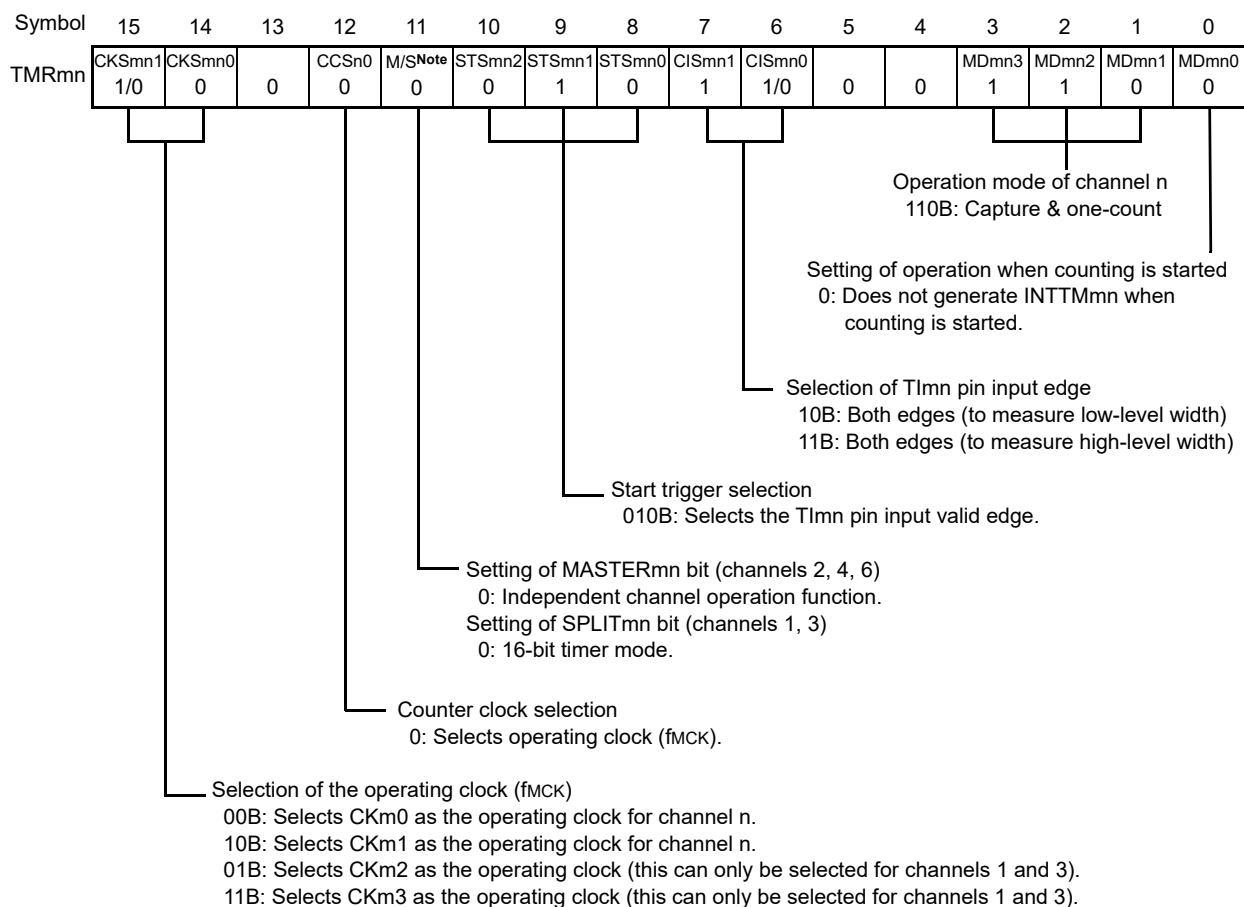 Symbol 15 14 13 12 11 10 9 8 7 6 5 4 3 2 1 0
TMRmn CKSmn1 CKSmn0 CCSn0 M/SNote STSmn2 STSmn1 STSmn0 CISmn1 CISmn0 MDmn3 MDmn2 MDmn1 MDmn0
1/0 0 0 0 0 0 1 0 1 1/0 0 0 1 1 0 0
Operation mode of channel n
110B: Capture & one-count
Setting of operation when counting is started
0: Does not generate INTTMmn when
counting is started.
Selection of TImn pin input edge
10B: Both edges (to measure low-level width)
11B: Both edges (to measure high-level width)
Start trigger selection
010B: Selects the TImn pin input valid edge.
Setting of MASTERmn bit (channels 2, 4, 6)
0: Independent channel operation function.
Setting of SPLITmn bit (channels 1, 3)
0: 16-bit timer mode.
Counter clock selection
0: Selects operating clock (fMCK).
Selection of the operating clock (fMCK)
00B: Selects CKm0 as the operating clock for channel n.
10B: Selects CKm1 as the operating clock for channel n.
01B: Selects CKm2 as the operating clock (this can only be selected for channels 1 and 3).
11B: Selects CKm3 as the operating clock (this can only be selected for channels 1 and 3).